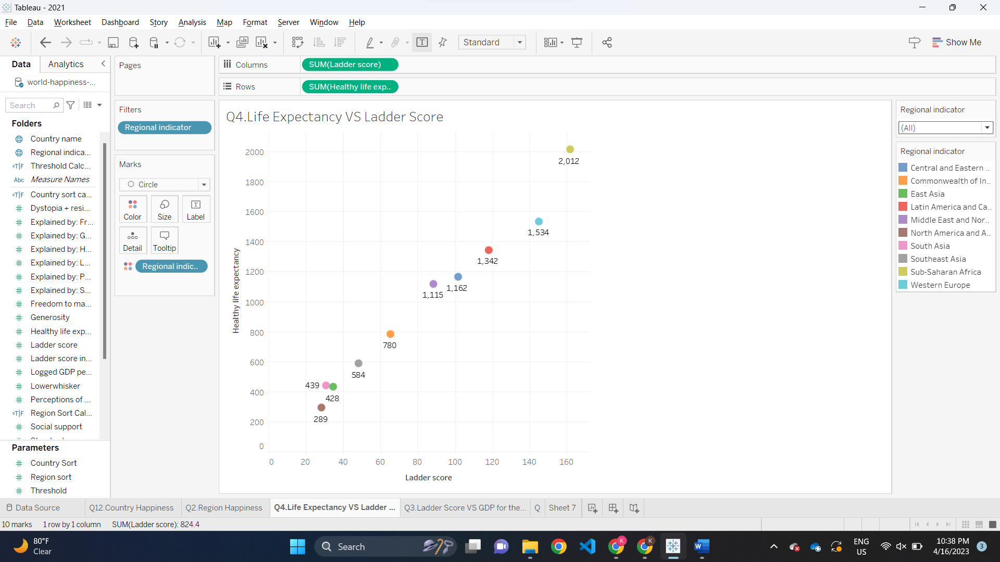 Tableau - 2021
File Data Worksheet Dashboard Story Analysis Map Format Server Window Help
Standard
Show Me
Data Analytics
world-happiness-...
Search
Folders
Country name
Regional indica...
=T|F Threshold Calc...
Abc Measure Names
=T|F Country sort ca...
Dystopia + resi...
Explained by: Fr...
Explained by: G...
Explained by: H...
Explained by: L...
Explained by: P...
Explained by: S...
Freedom to ma...
Generosity
Healthy life exp...
Ladder score
Ladder score in...
Logged GDP pe...
Lowerwhisker
Perceptions of ...
=T|F Region Sort Cal...
Social support
Parameters
Country Sort
Region sort
Threshold
Pages
Filters
Regional indicator
Marks
Circle
Color Size Label
Detail Tooltip
Regional indic..
Columns SUM(Ladder score)
Rows SUM(Healthy life exp..
Q4.Life Expectancy VS Ladder Score
Healthy life expectancy
2000
1800
1600
1400
1200
1000
800
600
400
200
0
2,012
1,534
1,342
1,162
1,115
780
584
439
428
289
0 20 40 60 80 100 120 140 160
Ladder score
Regional indicator
(All)
Regional indicator
Central and Eastern ..
Commonwealth of In..
East Asia
Latin America and Ca..
Middle East and Nor..
North America and A..
South Asia
Southeast Asia
Sub-Saharan Africa
Western Europe
Data Source Q12.Country Happiness Q2.Region Happiness Q4.Life Expectancy VS Ladder ... Q3.Ladder Score VS GDP for the... Q Sheet 7
10 marks 1 row by 1 column SUM(Ladder score): 824.4
80°F
Clear
Search
K
K
W
ENG
US
10:38 PM
4/16/2023
3